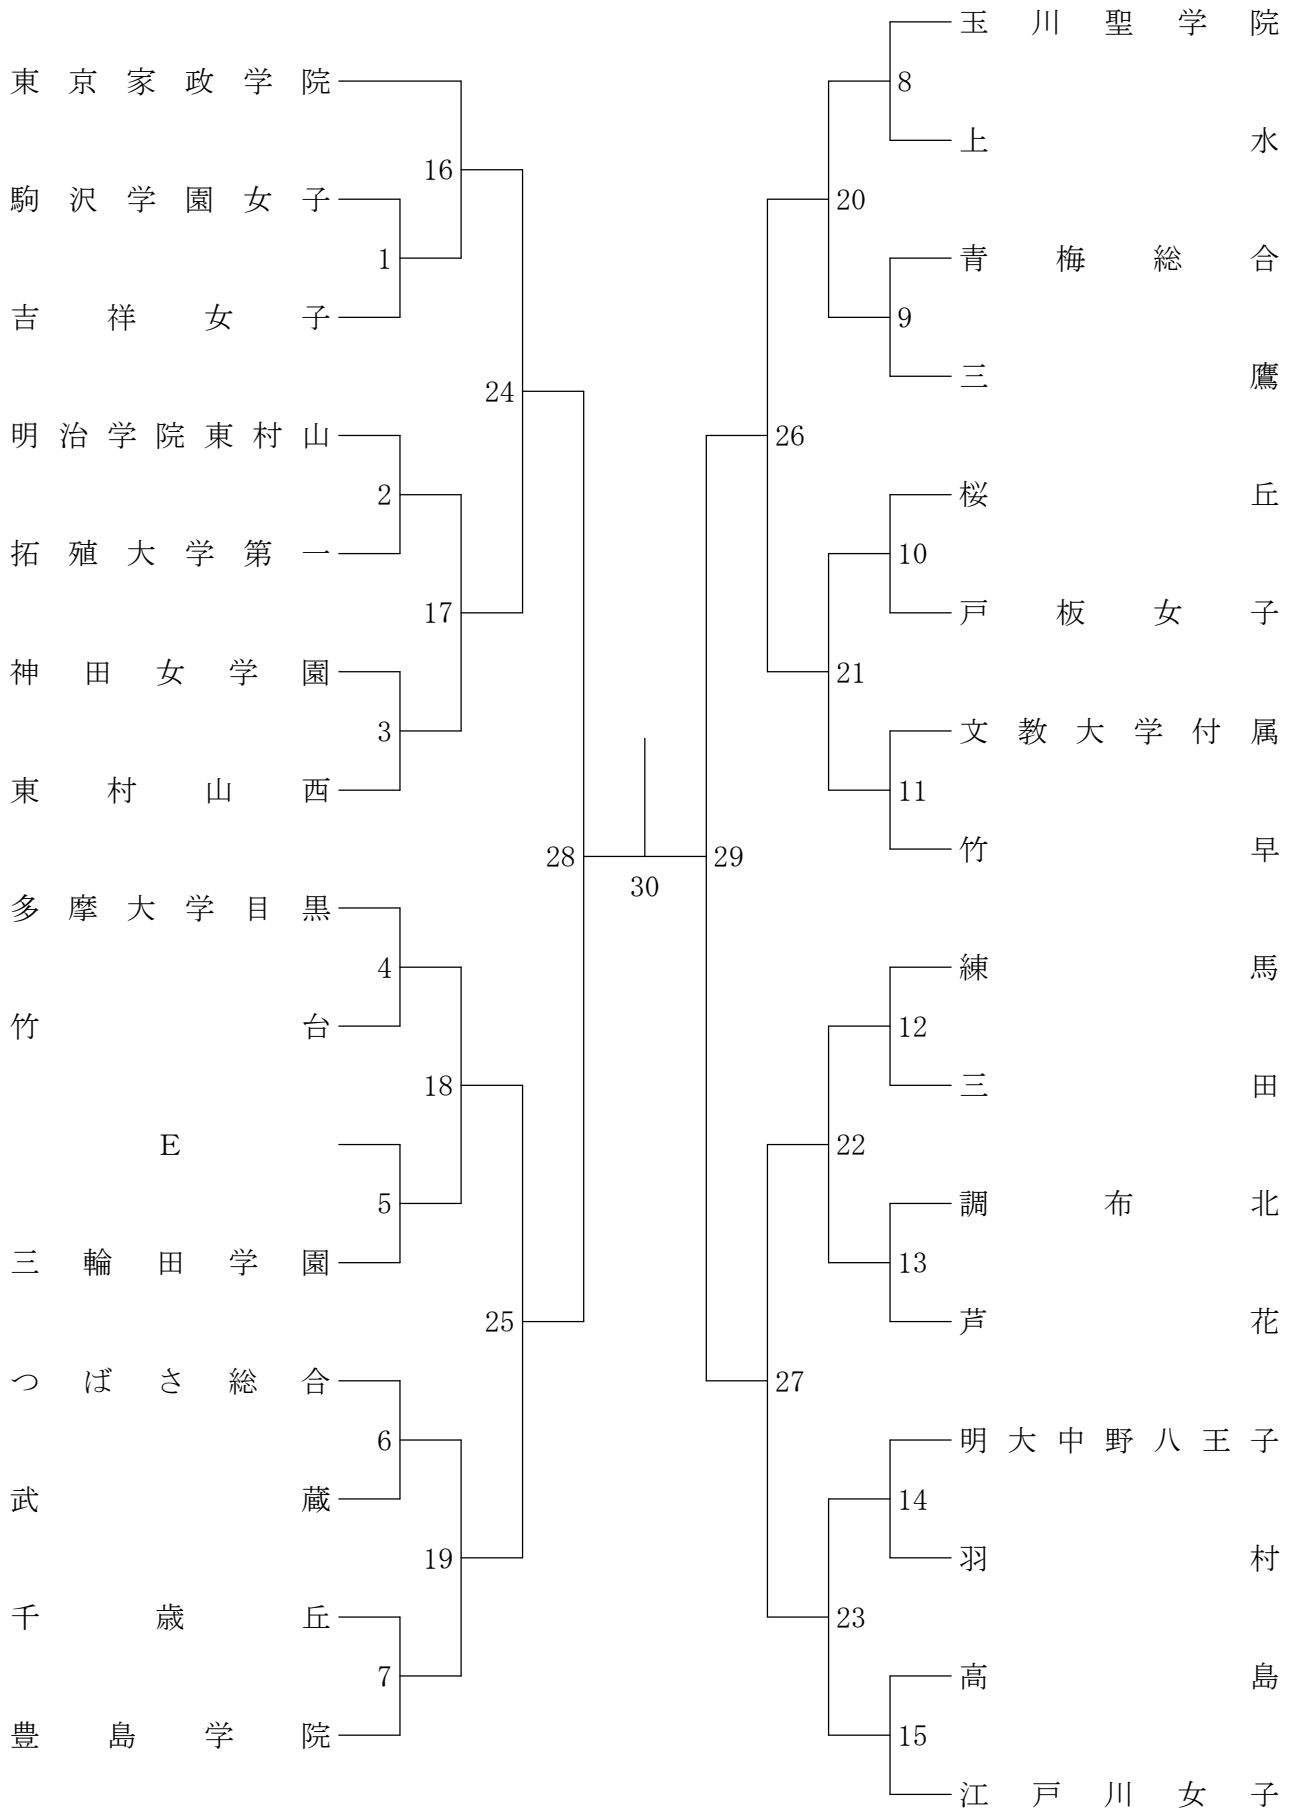 東京家政学院
16
駒沢学園女子
1
吉祥女子
24
明治学院東村山
2
拓殖大学第一
17
神田女学園
3
東村山西
28
多摩大学目黒
4
竹台
18
E
5
三輪田学園
25
つばさ総合
6
武蔵
19
千歳丘
7
豊島学院
30
玉川聖学院
8
上水
20
青梅総合
9
三鷹
26
桜丘
10
戸板女子
21
文教大学付属
11
竹早
29
練馬
12
三田
22
調布北
13
芦花
27
明大中野八王子
14
羽村
23
高島
15
江戸川女子